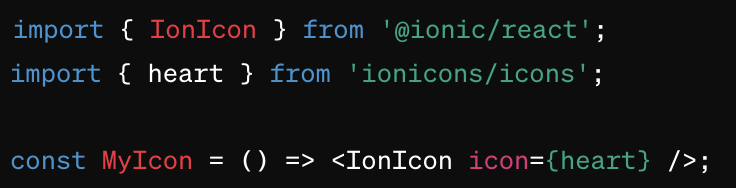 import { IonIcon } from '@ionic/react';
import { heart } from 'ionicons/icons';
const MyIcon = () => <IonIcon icon={heart} />;